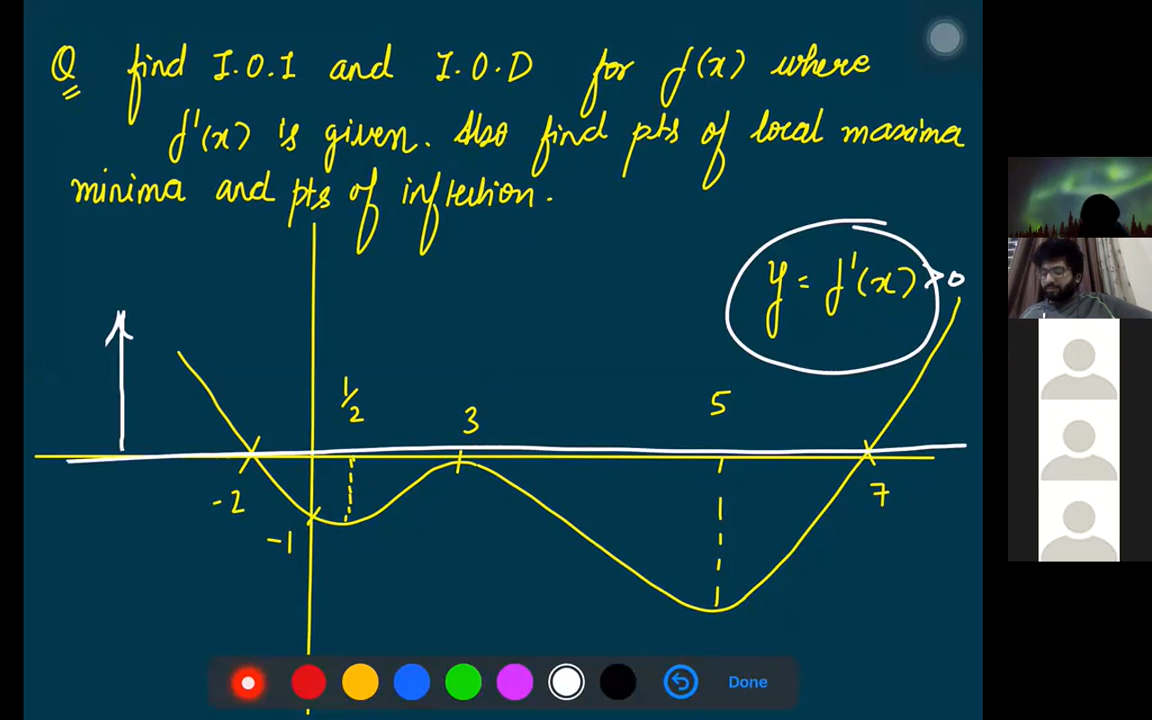 Q find I.O.I and I.O.D for f(x) where
f'(x) is given. Also find pts of local maxima
minima and pts of inflection.
y = f'(x) >0
1/2
3
5
-2
-1
7
Done